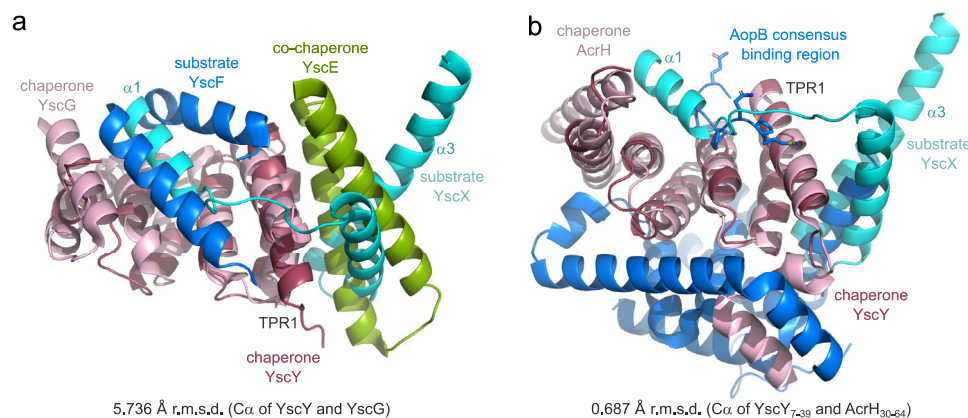 a
chaperone
YscG
α1
substrate
YscF
co-chaperone
YscE
α3
substrate
YscX
TPR1
chaperone
YscY
5.736 Å r.m.s.d. (Cα of YscY and YscG)
b
chaperone
AcrH
α1
AopB consensus
binding region
TPR1
α3
substrate
YscX
chaperone
YscY
0.687 Å r.m.s.d. (Cα of YscY₇₋₃₉ and AcrH₃₀₋₆₄)